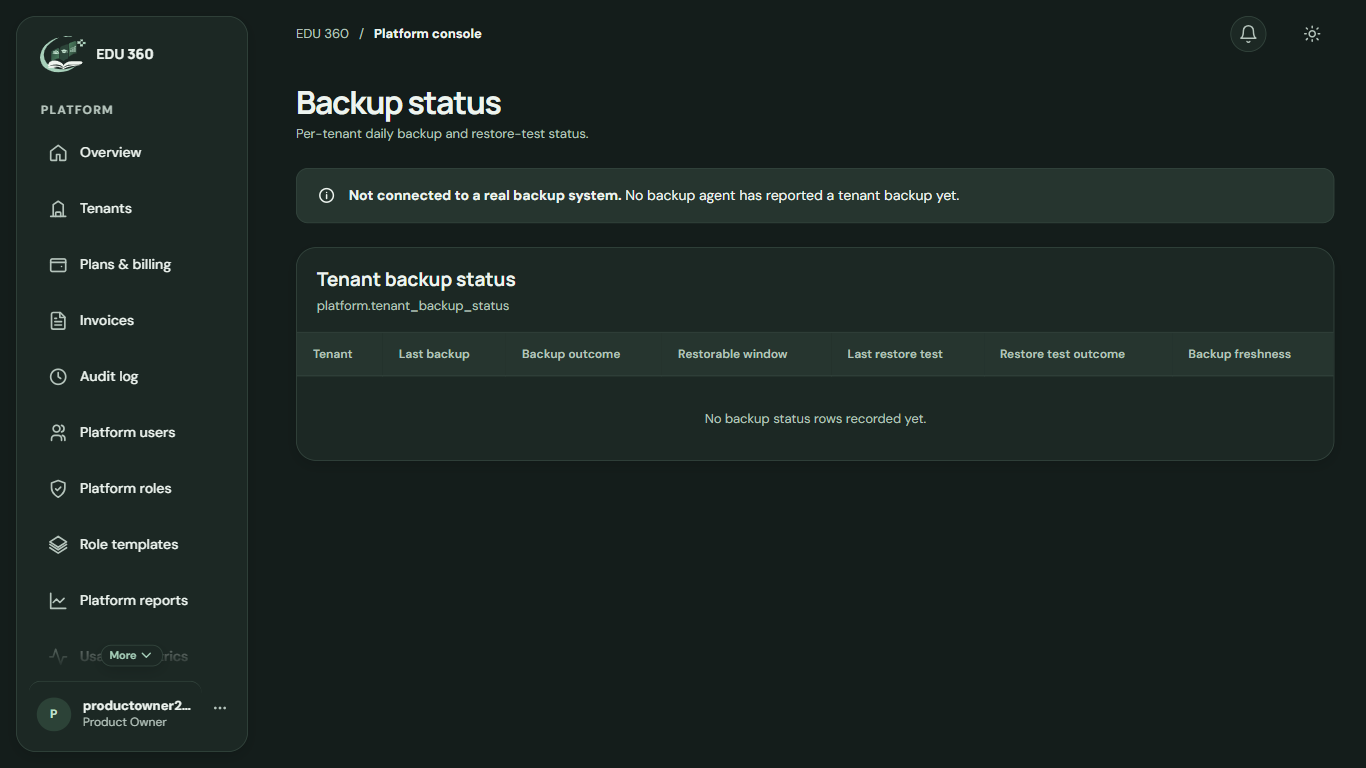 EDU 360
PLATFORM
Overview
Tenants
Plans & billing
Invoices
Audit log
Platform users
Platform roles
Role templates
Platform reports
More
P
productowner2...
Product Owner
EDU 360 / Platform console
Backup status
Per-tenant daily backup and restore-test status.
Not connected to a real backup system. No backup agent has reported a tenant backup yet.
Tenant backup status
platform.tenant_backup_status
Tenant Last backup Backup outcome Restorable window Last restore test Restore test outcome Backup freshness
No backup status rows recorded yet.